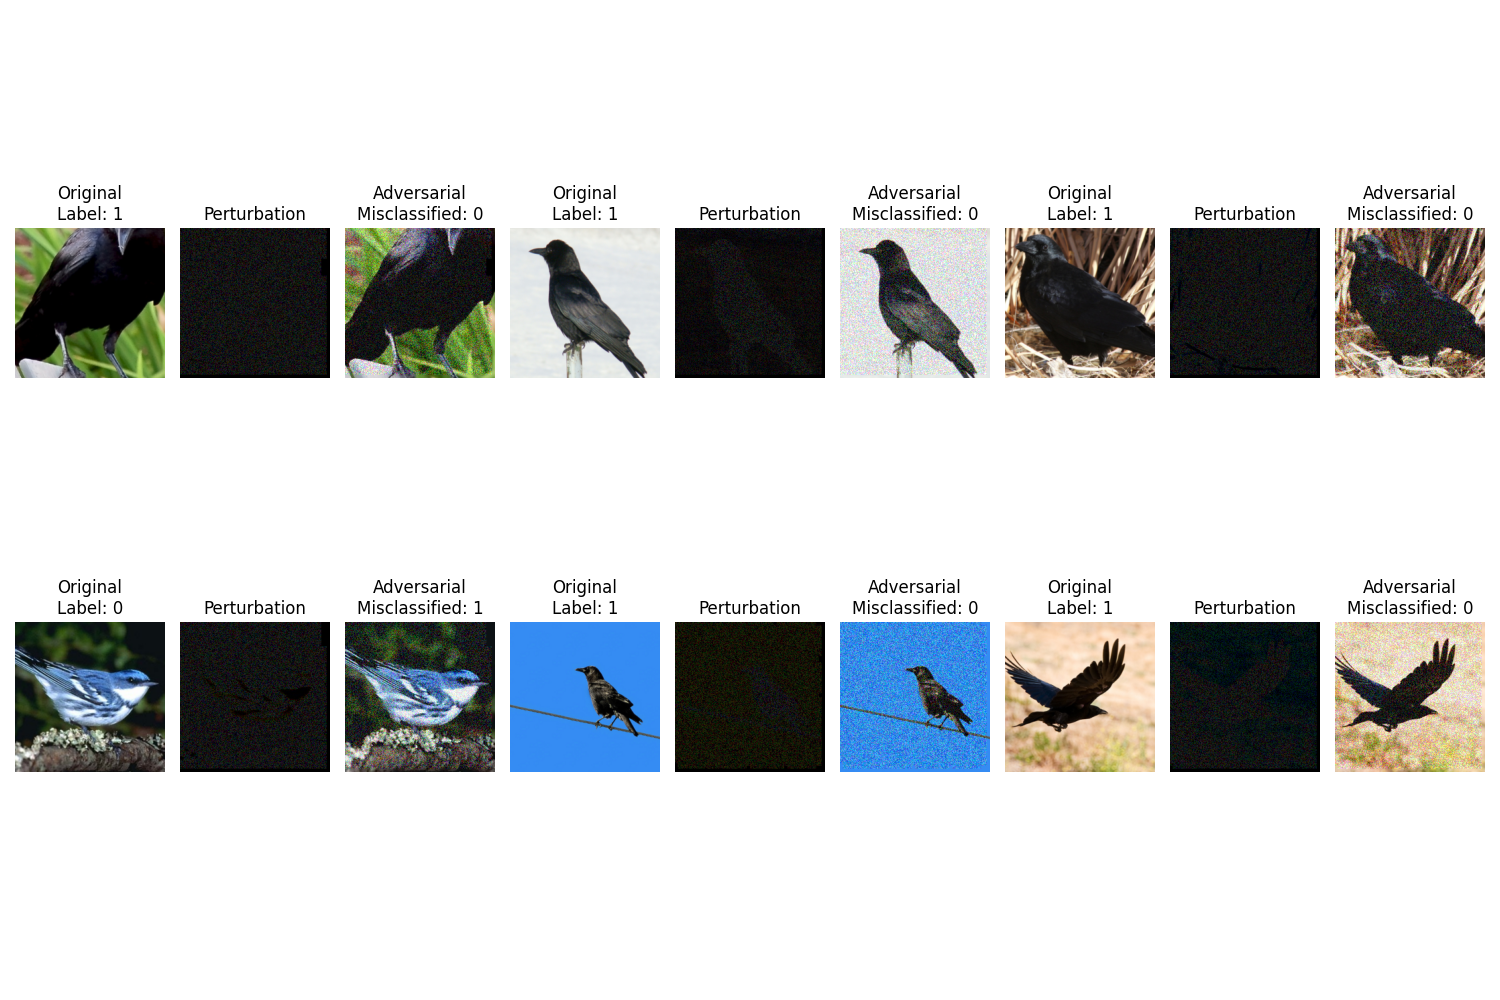 Original
Label: 1
Perturbation
Adversarial
Misclassified: 0
Original
Label: 1
Perturbation
Adversarial
Misclassified: 0
Original
Label: 1
Perturbation
Adversarial
Misclassified: 0
Original
Label: 0
Perturbation
Adversarial
Misclassified: 1
Original
Label: 1
Perturbation
Adversarial
Misclassified: 0
Original
Label: 1
Perturbation
Adversarial
Misclassified: 0